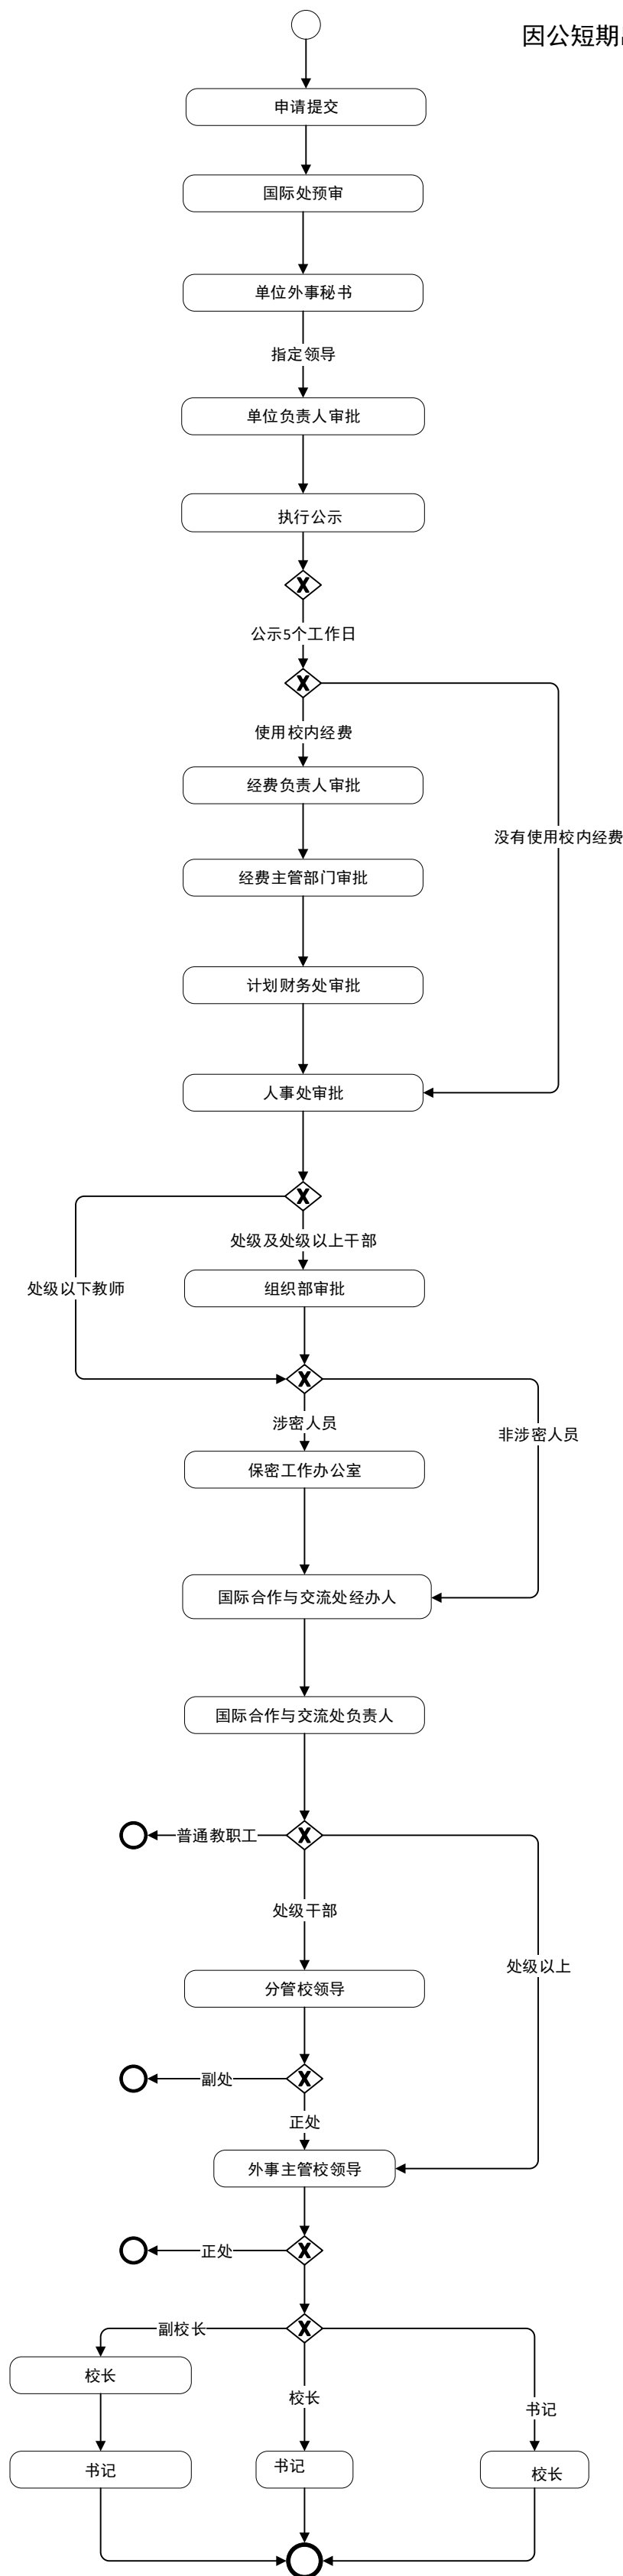 因公短期
申请提交
国际处预审
单位外事秘书
指定领导
单位负责人审批
执行公示
公示5个工作日
使用校内经费
经费负责人审批
没有使用校内经费
经费主管部门审批
计划财务处审批
人事处审批
处级及处级以上干部
处级以下教师
组织部审批
涉密人员
非涉密人员
保密工作办公室
国际合作与交流处经办人
国际合作与交流处负责人
普通教职工
处级干部
处级以上
分管校领导
副处
正处
外事主管校领导
正处
副校长
校长
校长
书记
书记
书记
校长